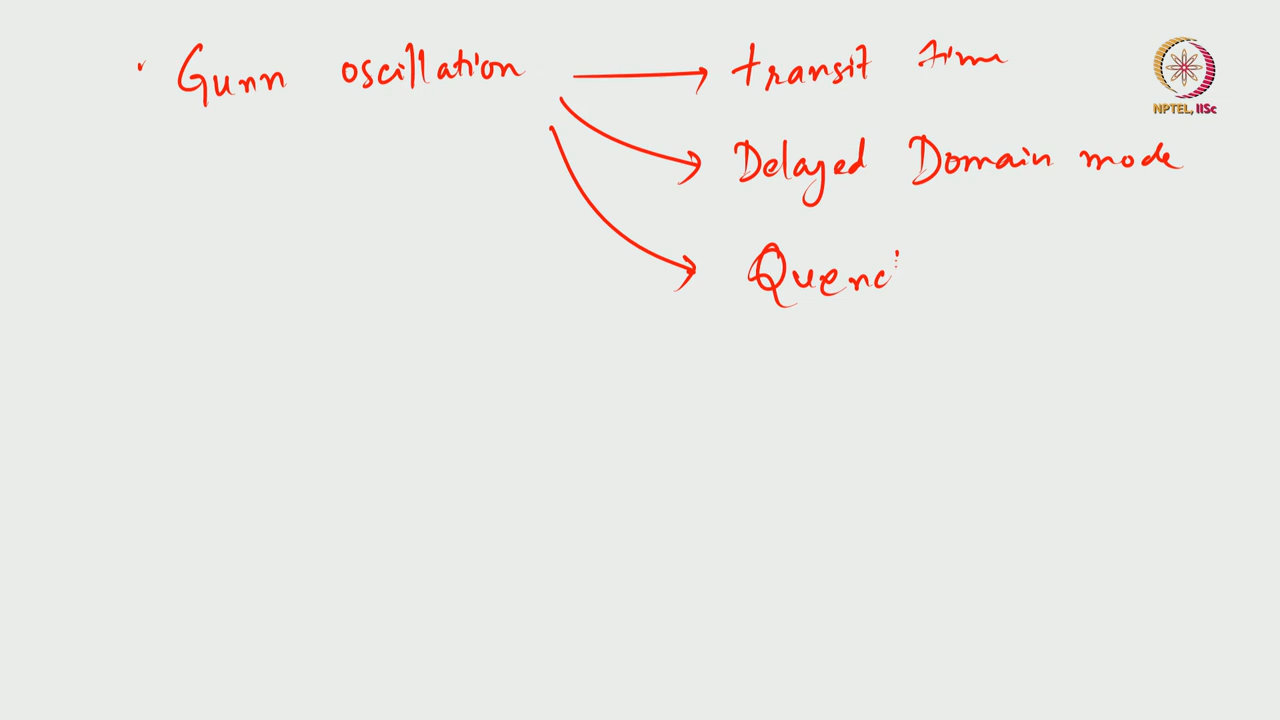 Gunn oscillation → transit time
Delayed Domain mode
Quenc
NPTEL, IISc